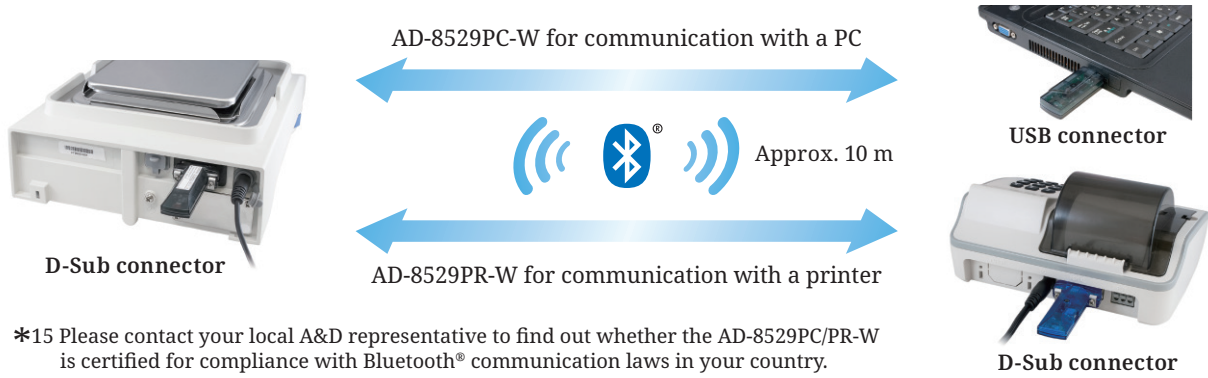 AD-8529PC-W for communication with a PC
USB connector
®
Approx. 10 m
D-Sub connector
AD-8529PR-W for communication with a printer
*15 Please contact your local A&D representative to find out whether the AD-8529PC/PR-W
is certified for compliance with Bluetooth® communication laws in your country.
D-Sub connector